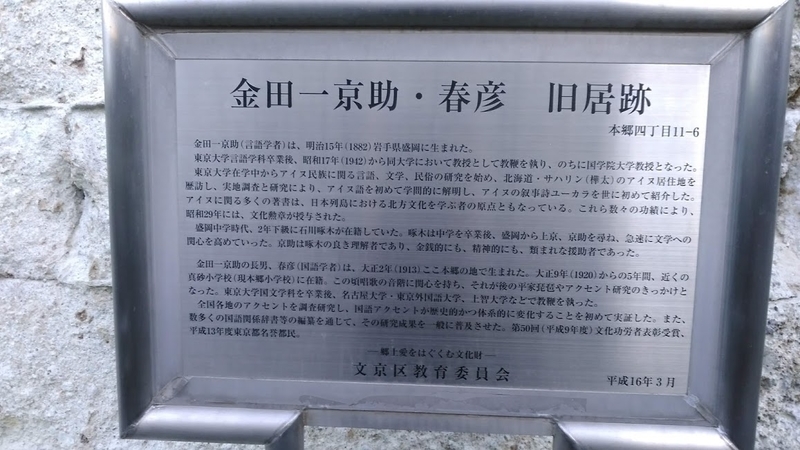 金田一京助・春彦　旧居跡
本郷四丁目11-6
金田一京助(言語学者)は、明治15年(1882)岩手県盛岡に生まれた。
東京大学言語学科卒業後、昭和17年(1942)から同大学において教授として教鞭を執り、のちに国学院大学教授となった。
東京大学在学中からアイヌ民族に関する言語、文学、民俗の研究を始め、北海道・サハリン(樺太)のアイヌ居住地を
歴訪し、実地調査と研究により、アイヌ語を初めて学問的に解明し、アイヌの叙事詩ユーカラを世に初めて紹介した。
アイヌに関る多くの著書は、日本列島における北方文化を学ぶ者の原点ともなっている。これら数々の功績により、
昭和29年には、文化勲章が授与された。
盛岡中学時代、2年下級に石川啄木が在籍していた。啄木は中学を卒業後、盛岡から上京、京助を尋ね、急速に文学への
関心を高めていった。京助は啄木の良き理解者であり、金銭的にも、精神的にも、類まれな援助者であった。
金田一京助の長男、春彦(国語学者)は、大正2年(1913)ここ本郷の地で生まれた。大正9年(1920)からの5年間、近くの
真砂小学校(現本郷小学校)に在籍。この頃唱歌の音階に関心も持ち、それが後の平家琵琶やアクセント研究のきっかけと
なった。東京大学国文学科を卒業後、名古屋大学・東京外国語大学、上智大学などで教鞭を執った。
全国各地のアクセントを調査研究し、国語アクセントが歴史的かつ体系的に変化することを初めて実証した。また、
数多くの国語関係辞書等の編纂を通じて、その研究成果を一般に普及させた。第50回(平成9年度)文化功労者表彰受賞、
平成13年度東京都名誉都民。
―郷土愛をはぐくむ文化財―
文京区教育委員会
平成16年3月